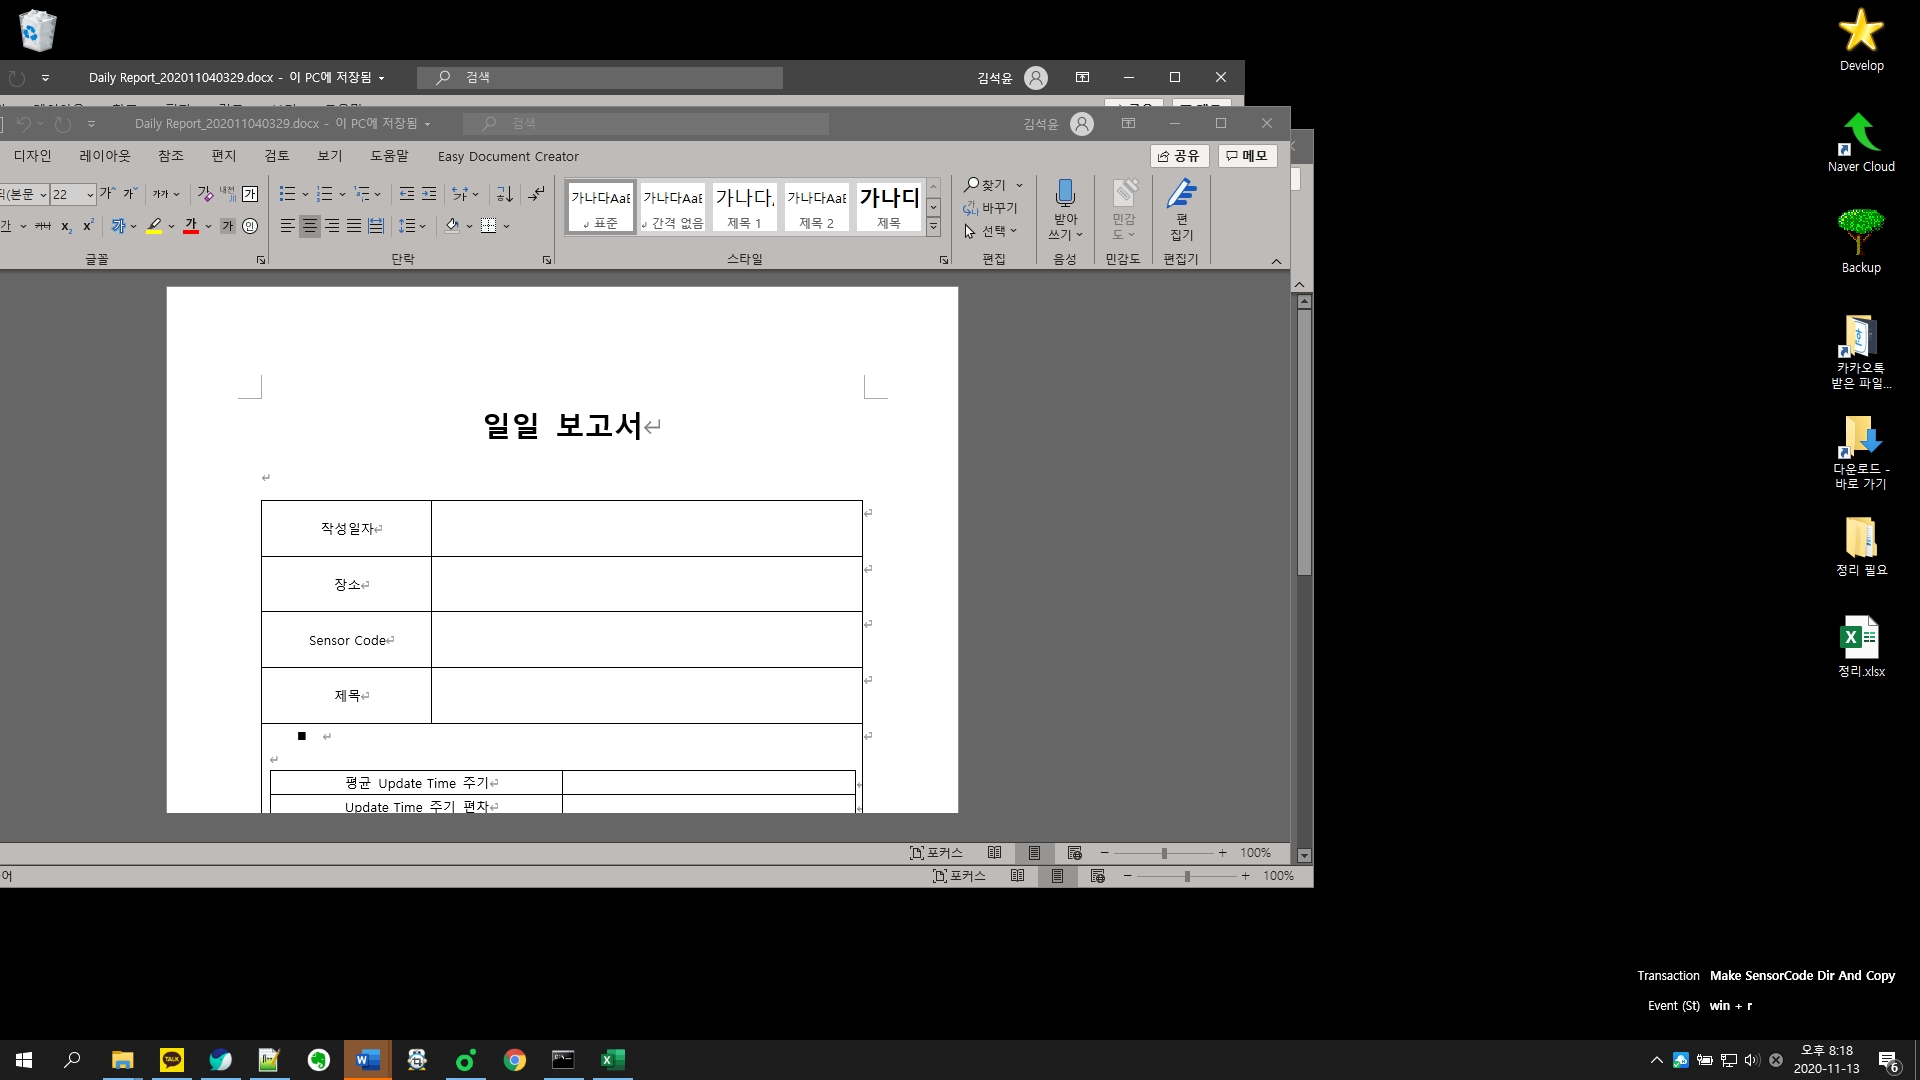 Daily Report_202011040329.docx - 이 PC에 저장됨
검색
김석윤
Daily Report_202011040329.docx - 이 PC에 저장됨
검색
김석윤
디자인 레이아웃 참조 편지 검토 보기 도움말 Easy Document Creator
공유 메모
22
가나다AaB
표준
가나다AaB
간격 없음
가나다
제목 1
가나다AaB
제목 2
가나디
제목
찾기
바꾸기
선택
받아
쓰기
민감
도
편
집기
글꼴 단락 스타일 편집 음성 민감도 편집기
일일 보고서
작성일자
장소
Sensor Code
제목
평균 Update Time 주기
Update Time 주기 편차
포커스 100%
포커스 100%
Develop
Naver Cloud
Backup
카카오톡
받은 파일...
다운로드 -
바로 가기
정리 필요
정리.xlsx
Transaction Make SensorCode Dir And Copy
Event (St) win + r
TALK
오후 8:18
2020-11-13
6